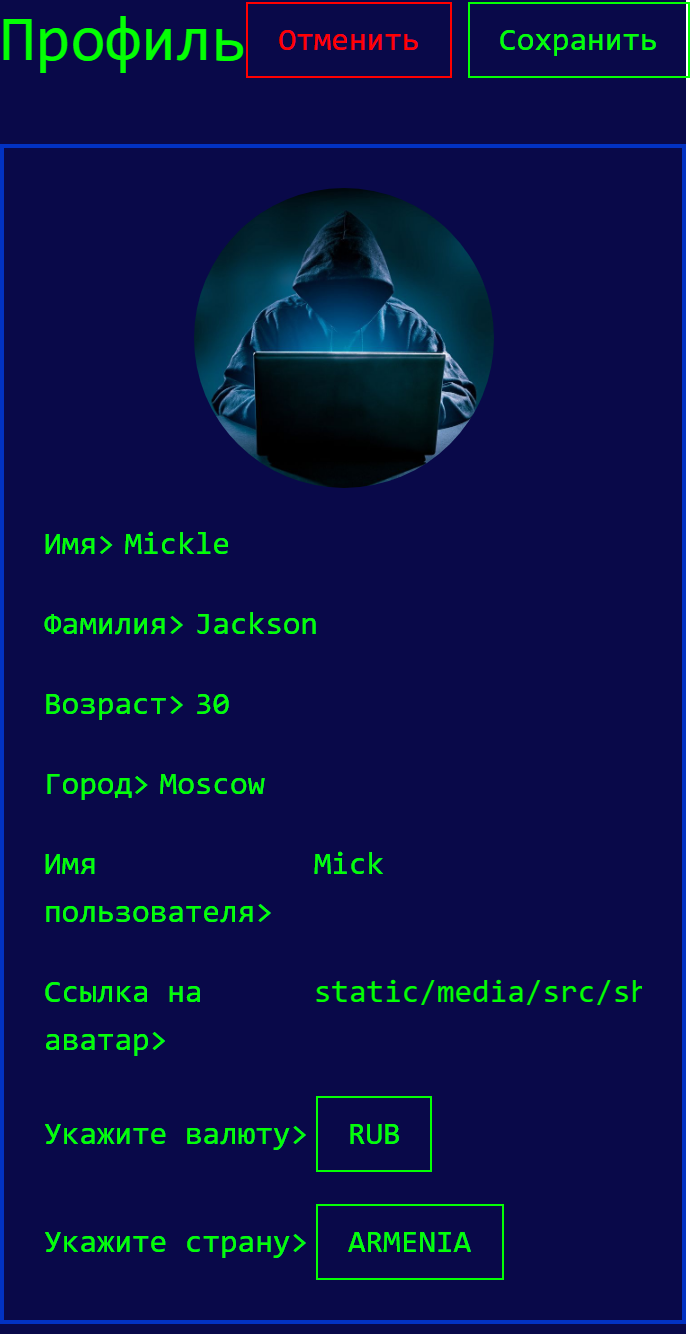 Профиль Отменить Сохранить
Имя> Mickle
Фамилия> Jackson
Возраст> 30
Город> Moscow
Имя Mick
пользователя>
Ссылка на static/media/src/sh
аватар>
Укажите валюту> RUB
Укажите страну> ARMENIA